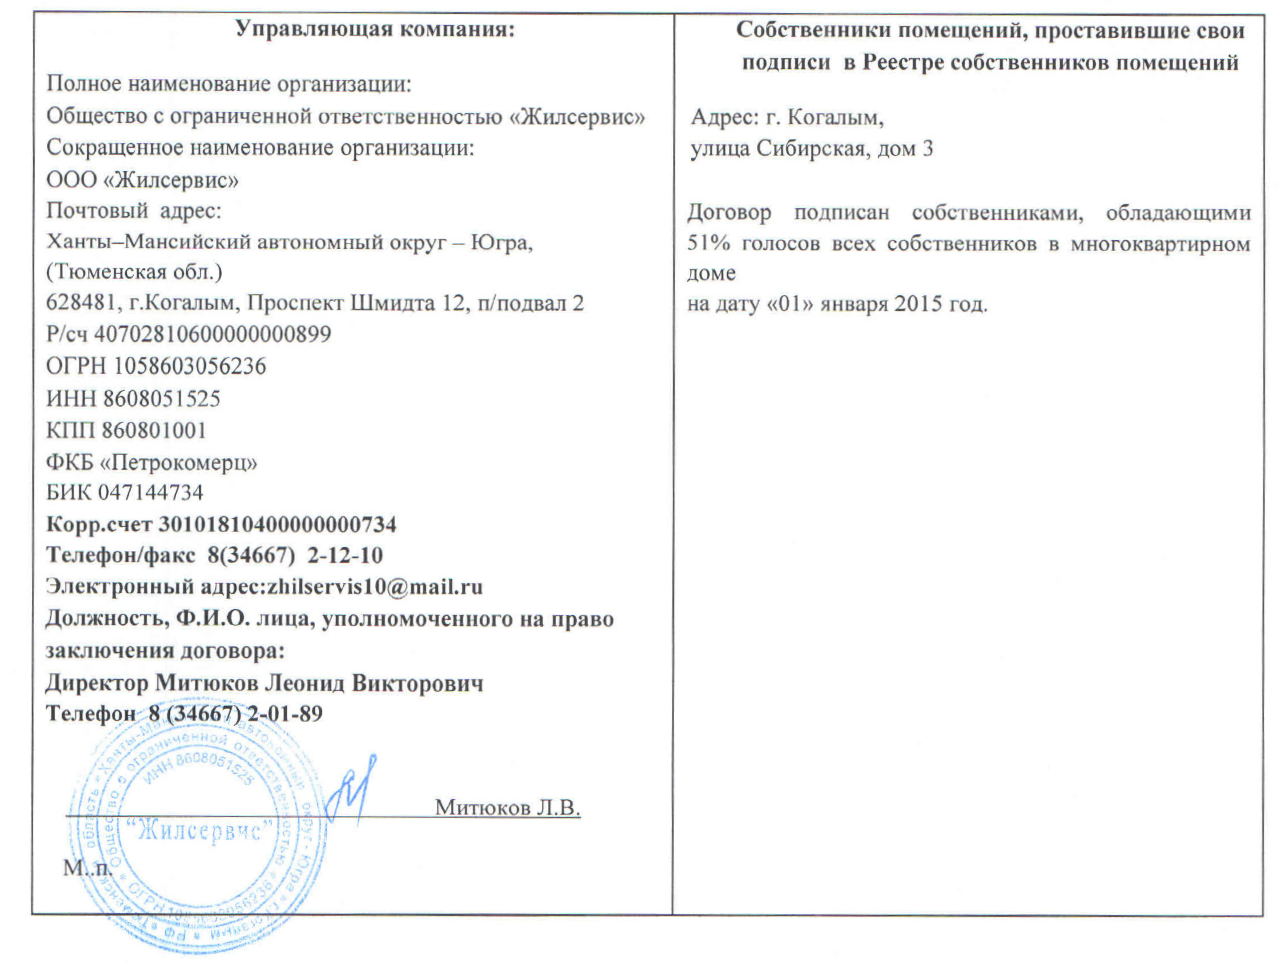 Управляющая компания:
Полное наименование организации:
Общество с ограниченной ответственностью «Жилсервис»
Сокращенное наименование организации:
ООО «Жилсервис»
Почтовый адрес:
Ханты–Мансийский автономный округ – Югра,
(Тюменская обл.)
628481, г.Когалым, Проспект Шмидта 12, п/подвал 2
Р/сч 40702810600000000899
ОГРН 1058603056236
ИНН 8608051525
КПП 860801001
ФКБ «Петрокомерц»
БИК 047144734
Корр.счет 30101810400000000734
Телефон/факс 8(34667) 2-12-10
Электронный адрес:zhilservis10@mail.ru
Должность, Ф.И.О. лица, уполномоченного на право
заключения договора:
Директор Митюков Леонид Викторович
Телефон 8 (34667) 2-01-89
Митюков Л.В.
М..п.
Собственники помещений, проставившие свои
подписи в Реестре собственников помещений
Адрес: г. Когалым,
улица Сибирская, дом 3
Договор подписан собственниками, обладающими
51% голосов всех собственников в многоквартирном
доме
на дату «01» января 2015 год.
Общество с ограниченной ответственностью
ИНН 8608051525
"Жилсервис"